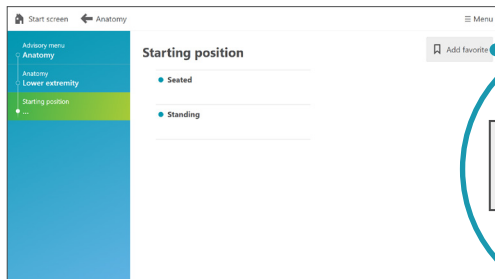 Start screen Anatomy Menu
Advisory menu
Anatomy
Anatomy
Lower extremity
Starting position
...
Starting position
Seated
Standing
Add favorite